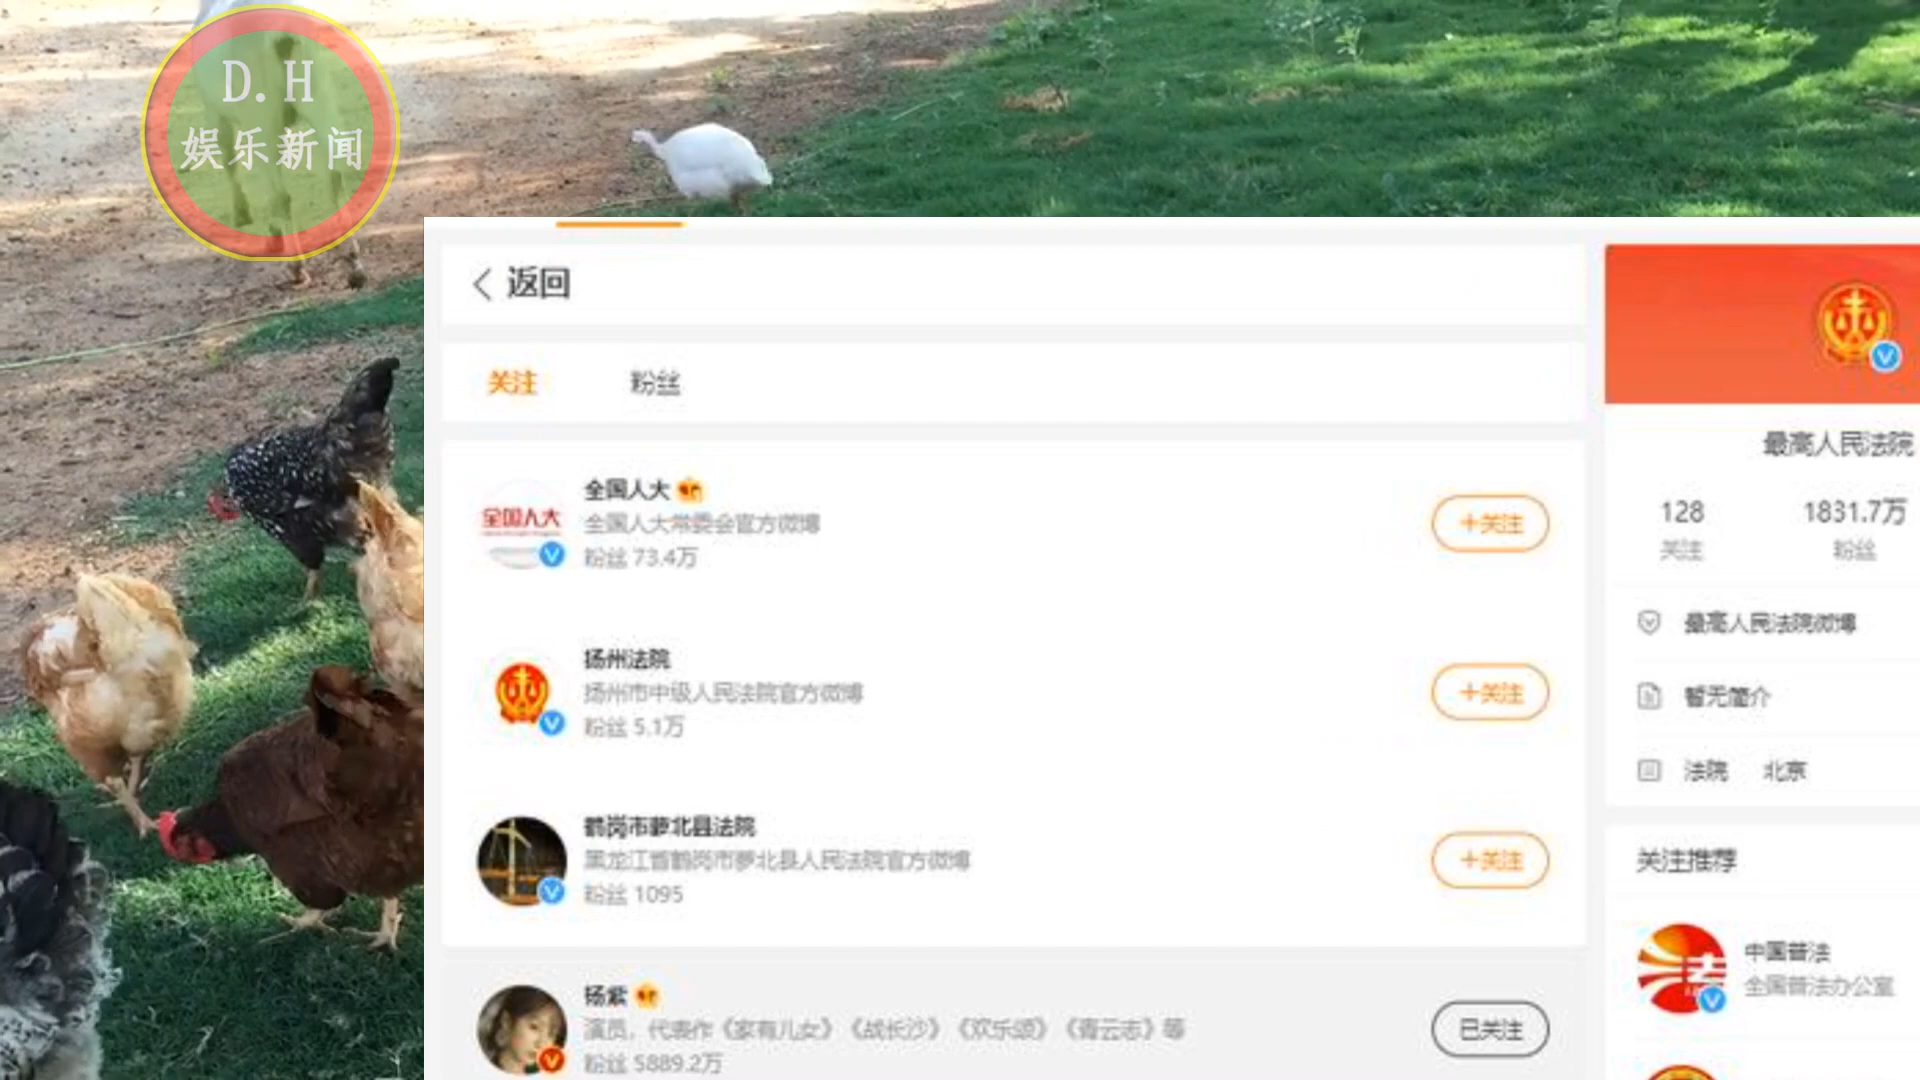 D.H
娱乐新闻
返回
关注 粉丝
全国人大
全国人大
全国人大常委会官方微博
粉丝 73.4万
+关注
扬州法院
扬州市中级人民法院官方微博
粉丝 5.1万
+关注
鹤岗市萝北县法院
黑龙江省鹤岗市萝北县人民法院官方微博
粉丝 1095
+关注
杨紫
演员,代表作《家有儿女》《战长沙》《欢乐颂》《青云志》等
粉丝 5889.2万
已关注
最高人民法院
128 1831.7万
关注 粉丝
最高人民法院微博
暂无简介
法院 北京
关注推荐
中国普法
全国普法办公室